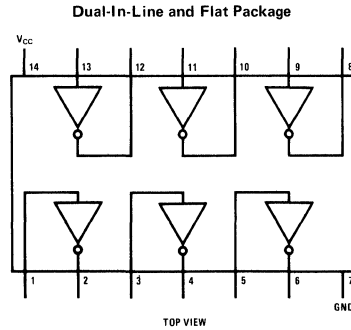 Dual-In-Line and Flat Package
VCC
14 13 12 11 10 9 8
1 2 3 4 5 6 7
GND
TOP VIEW